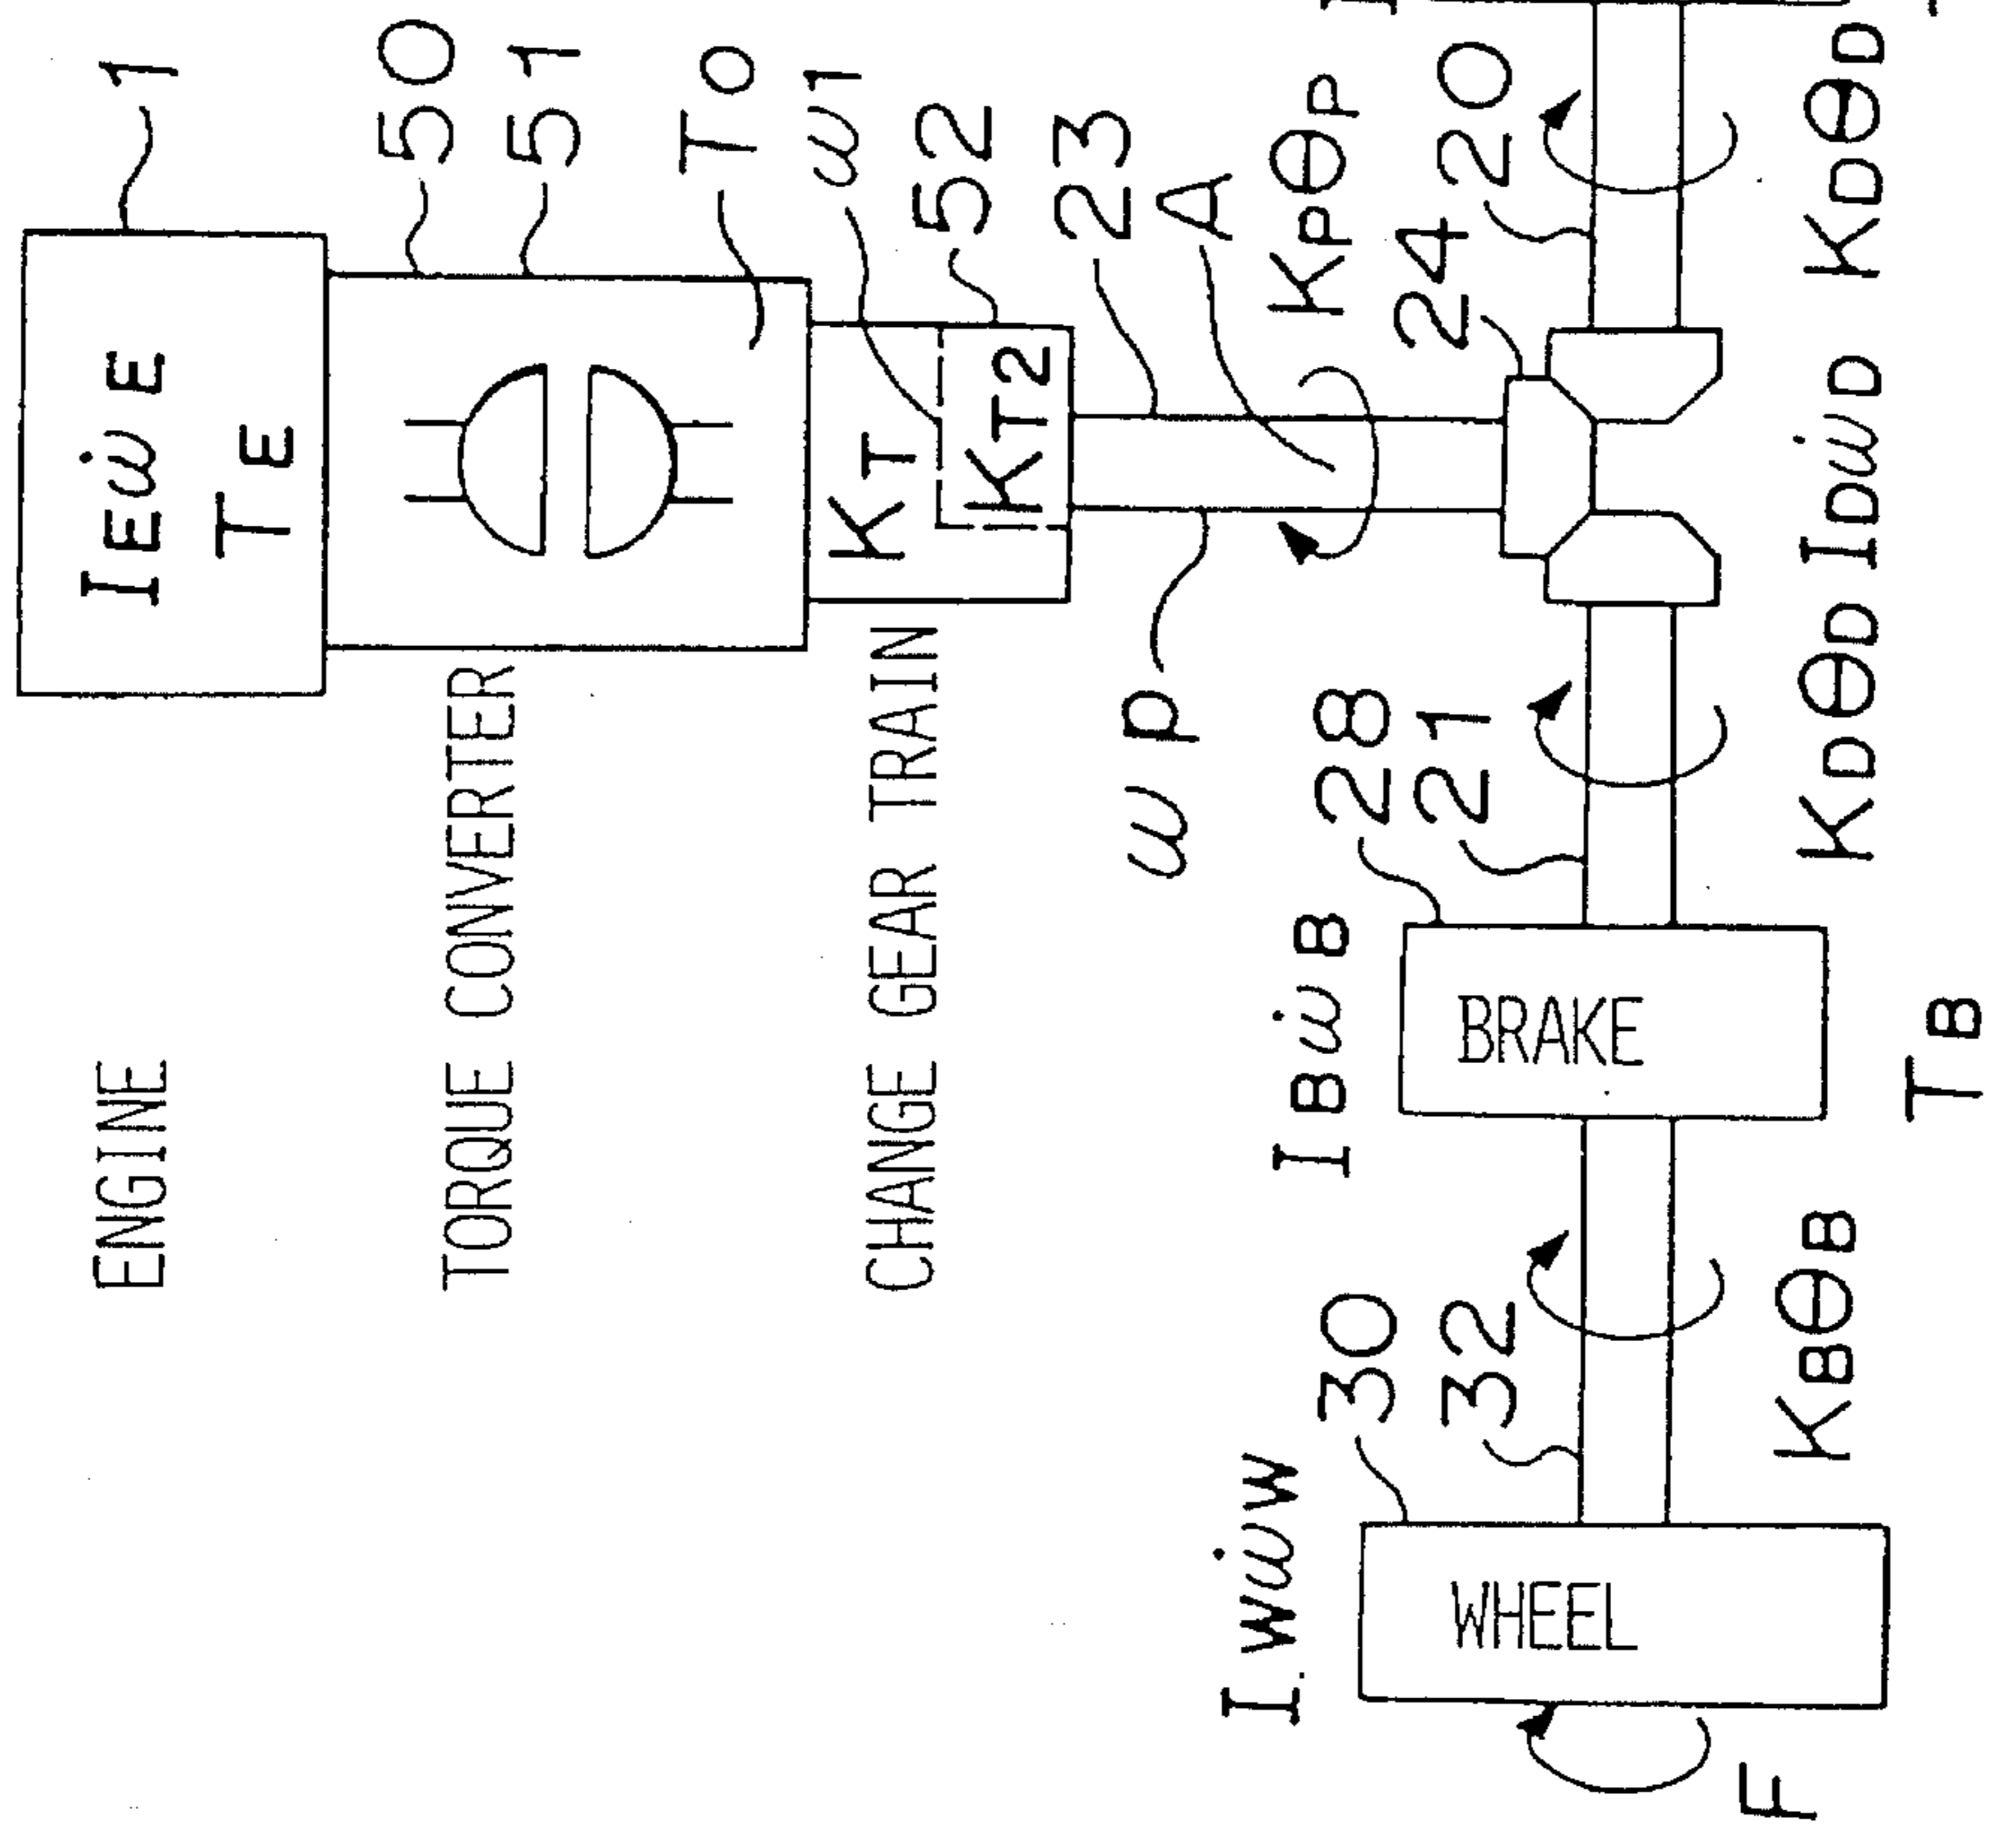 ENGINE
IEω̇E
TE
1
TORQUE CONVERTER
50
51
TO
ω1
CHANGE GEAR TRAIN
KT
KT2
52
23
A
ωP
KPθP
24
20
28
21
IBω̇B
BRAKE
TB
KDθD
IDω̇D
KDθD
I.Wω̇W
30
32
WHEEL
KBθB
F